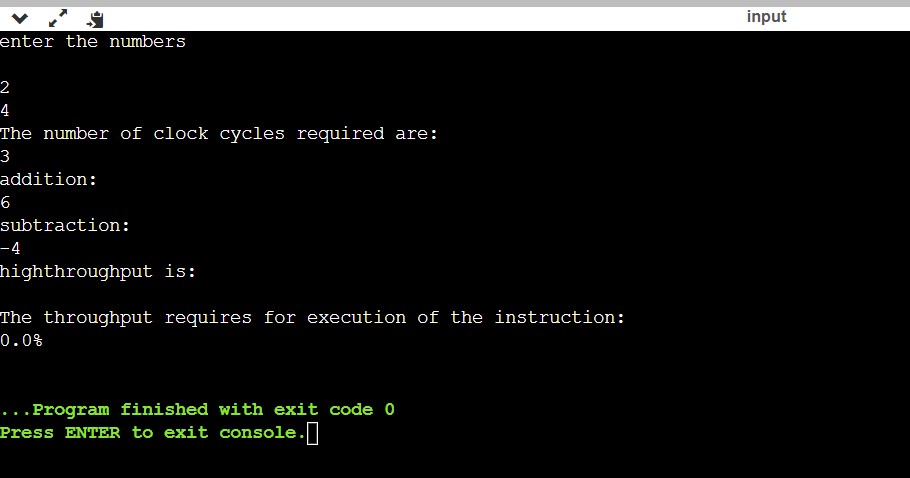 input
enter the numbers
2
4
The number of clock cycles required are:
3
addition:
6
subtraction:
-4
highthroughput is:
The throughput requires for execution of the instruction:
0.0%
...Program finished with exit code 0
Press ENTER to exit console.